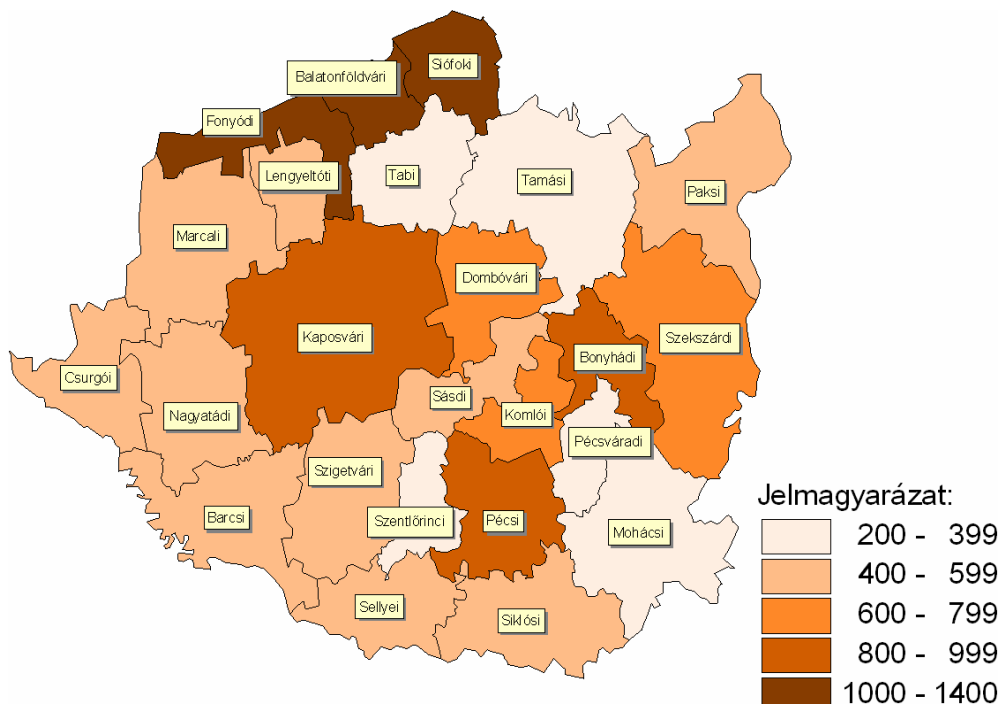 Siófoki
Balatonföldvári
Fonyódi
Lengyeltóti
Tabi
Tamási
Paksi
Marcali
Dombóvári
Kaposvári
Szekszárdi
Bonyhádi
Csurgói
Sásdi
Nagyatádi
Komlói
Pécsváradi
Szigetvári
Barcsi
Szentlőrinci
Pécsi
Mohácsi
Sellyei
Siklósi
Jelmagyarázat:
200 - 399
400 - 599
600 - 799
800 - 999
1000 - 1400